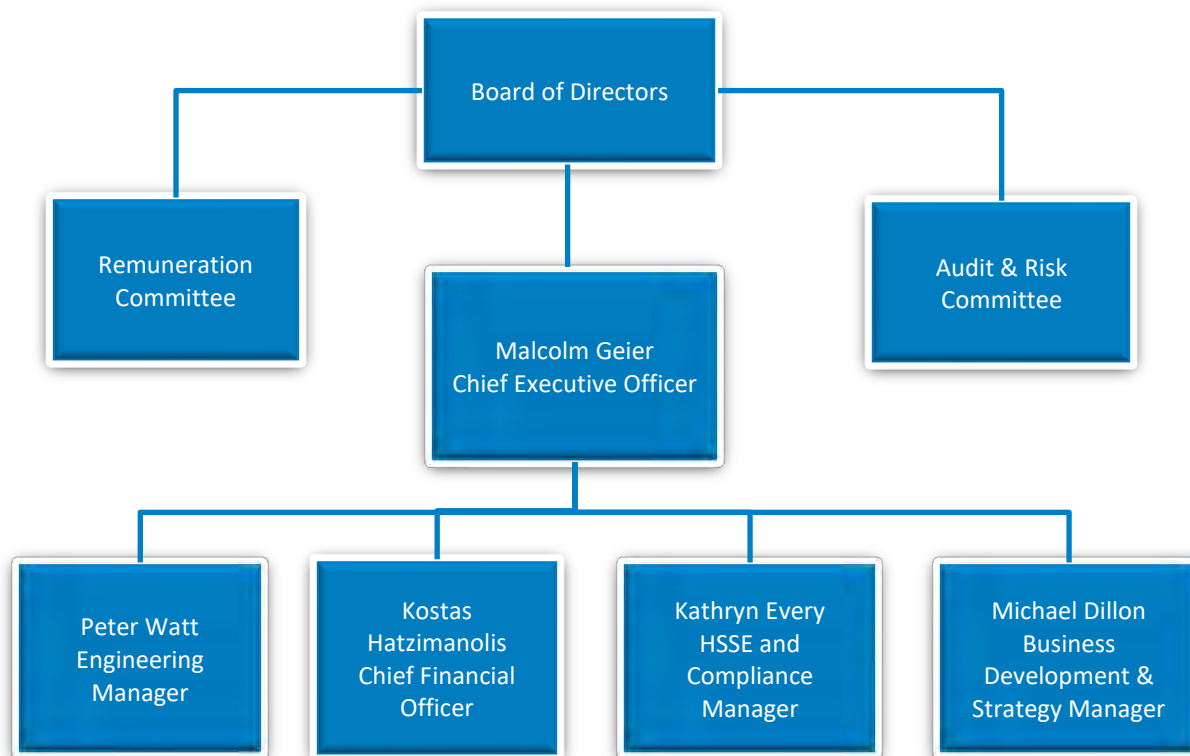 Board of Directors
Remuneration
Committee
Audit & Risk
Committee
Malcolm Geier
Chief Executive Officer
Peter Watt
Engineering
Manager
Kostas
Hatzimanolis
Chief Financial
Officer
Kathryn Every
HSSE and
Compliance
Manager
Michael Dillon
Business
Development &
Strategy Manager